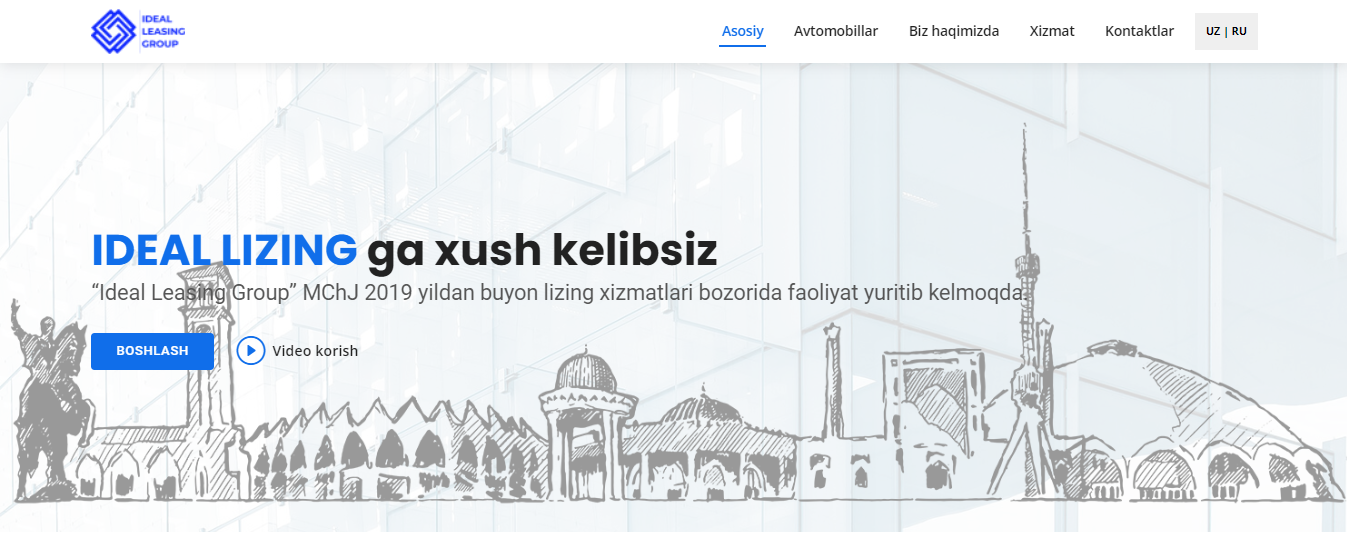 IDEAL
LEASING
GROUP
Asosiy Avtomobillar Biz haqimizda Xizmat Kontaktlar UZ | RU
IDEAL LIZING ga xush kelibsiz
“Ideal Leasing Group” MChJ 2019 yildan buyon lizing xizmatlari bozorida faoliyat yuritib kelmoqda.
BOSHLASH Video korish